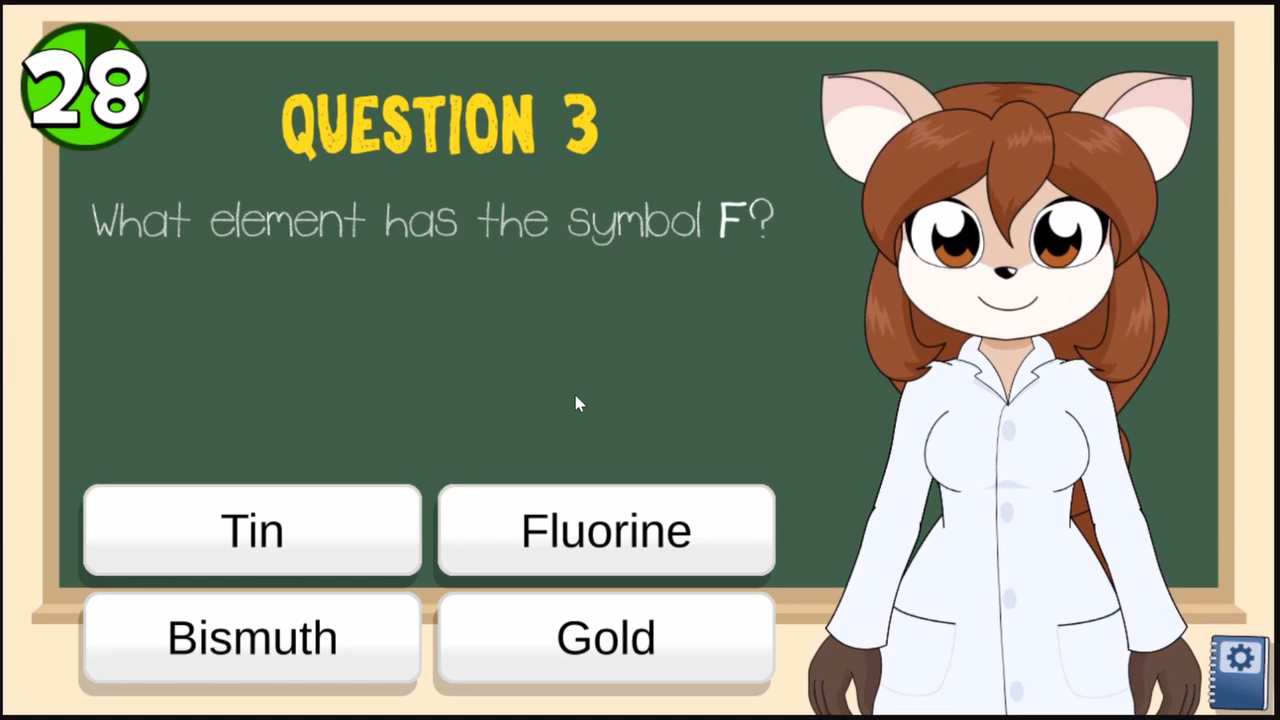 28
QUESTION 3
What element has the symbol F?
Tin
Fluorine
Bismuth
Gold